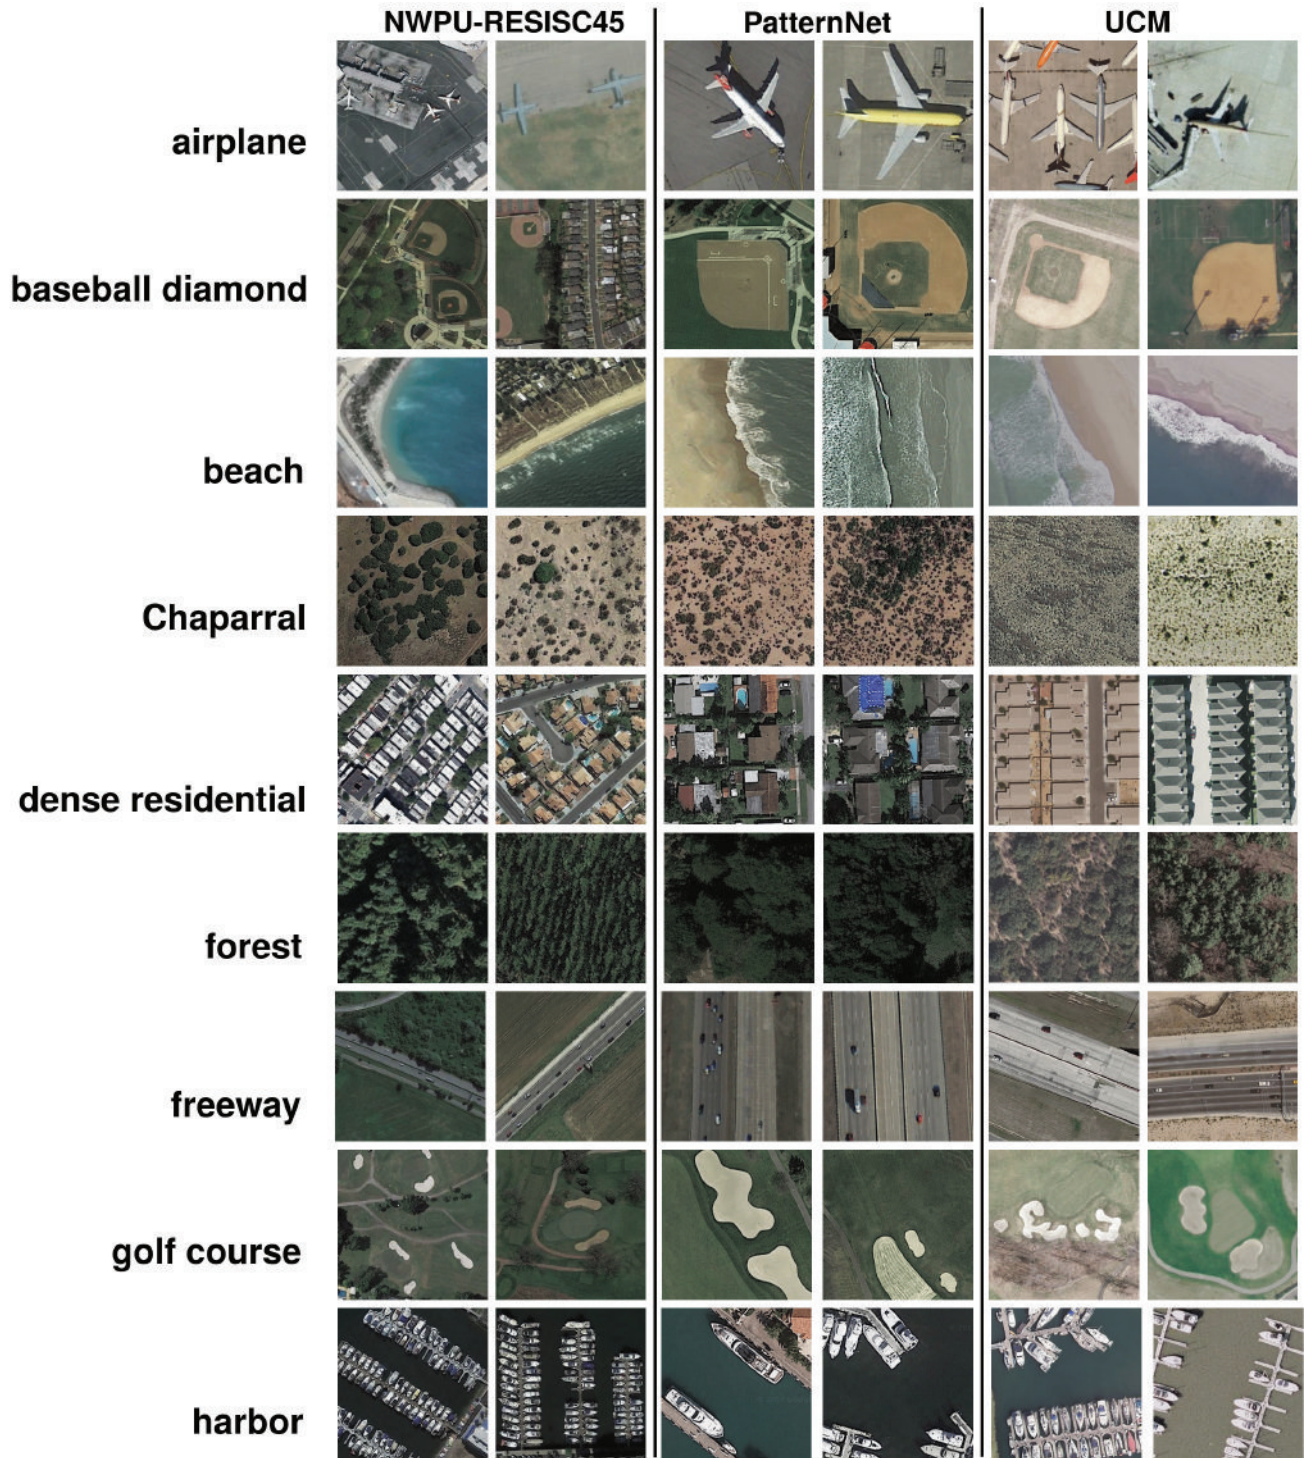 NWPU-RESISC45 PatternNet UCM
airplane
baseball diamond
beach
Chaparral
dense residential
forest
freeway
golf course
harbor